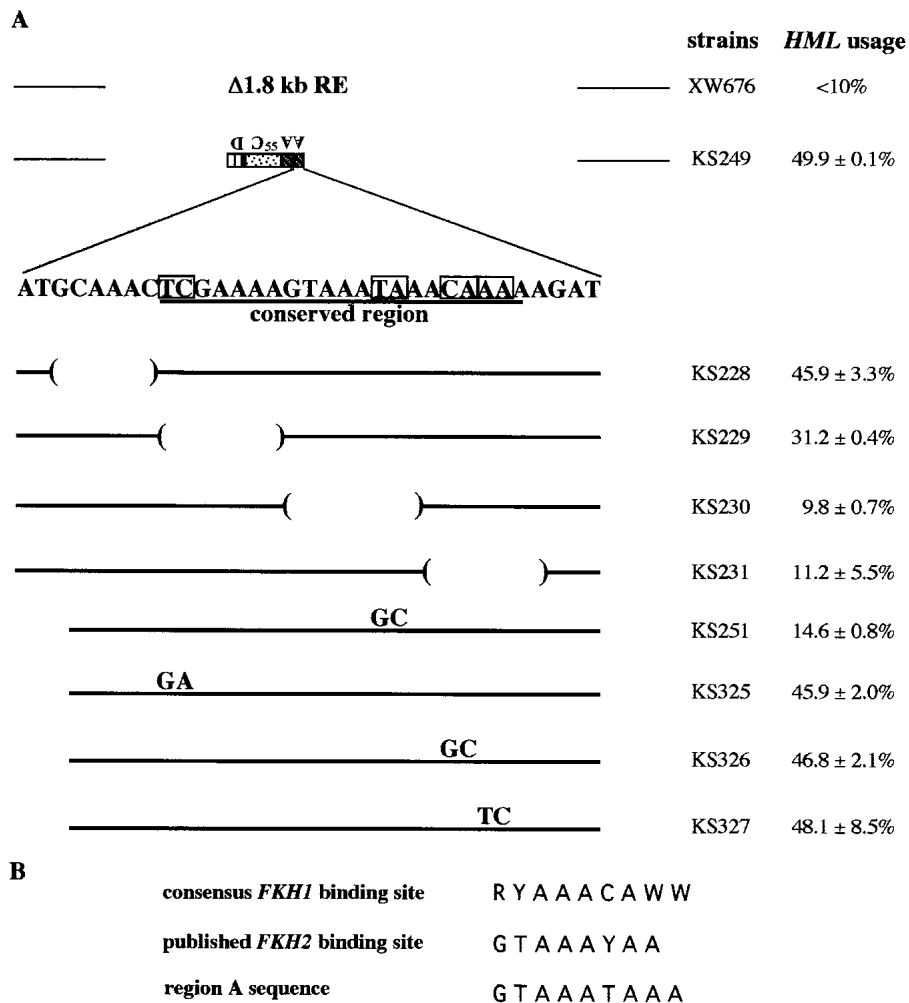 A
strains HML usage
Δ1.8 kb RE XW676 <10%
D C55 AA KS249 49.9 ± 0.1%
ATGCAAACTCGAAAAGTAAATAAACAAAAAGAT
conserved region
( ) KS228 45.9 ± 3.3%
( ) KS229 31.2 ± 0.4%
( ) KS230 9.8 ± 0.7%
( ) KS231 11.2 ± 5.5%
GC KS251 14.6 ± 0.8%
GA KS325 45.9 ± 2.0%
GC KS326 46.8 ± 2.1%
TC KS327 48.1 ± 8.5%
B
consensus FKH1 binding site R Y A A A C A W W
published FKH2 binding site G T A A A Y A A
region A sequence G T A A A T A A A